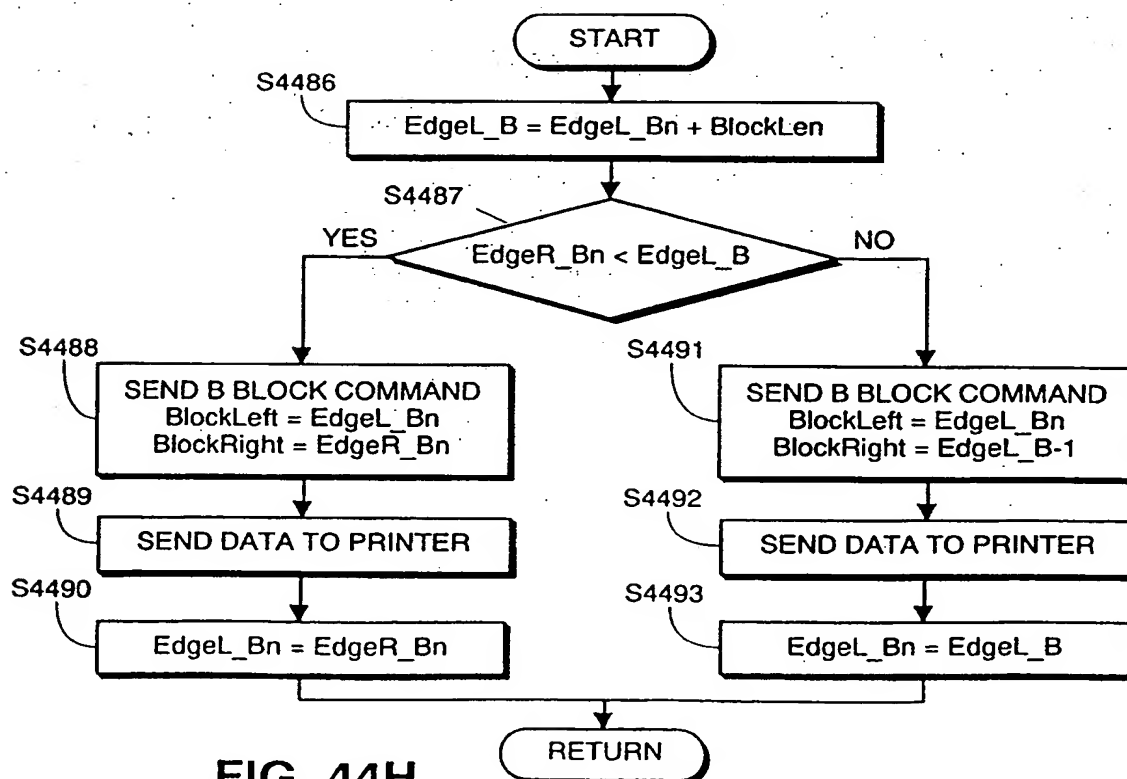 START
S4486
EdgeL_B = EdgeL_Bn + BlockLen
S4487
YES
EdgeR_Bn < EdgeL_B
NO
S4488
SEND B BLOCK COMMAND
BlockLeft = EdgeL_Bn
BlockRight = EdgeR_Bn
S4489
SEND DATA TO PRINTER
S4490
EdgeL_Bn = EdgeR_Bn
S4491
SEND B BLOCK COMMAND
BlockLeft = EdgeL_Bn
BlockRight = EdgeL_B-1
S4492
SEND DATA TO PRINTER
S4493
EdgeL_Bn = EdgeL_B
RETURN
FIG. 44H